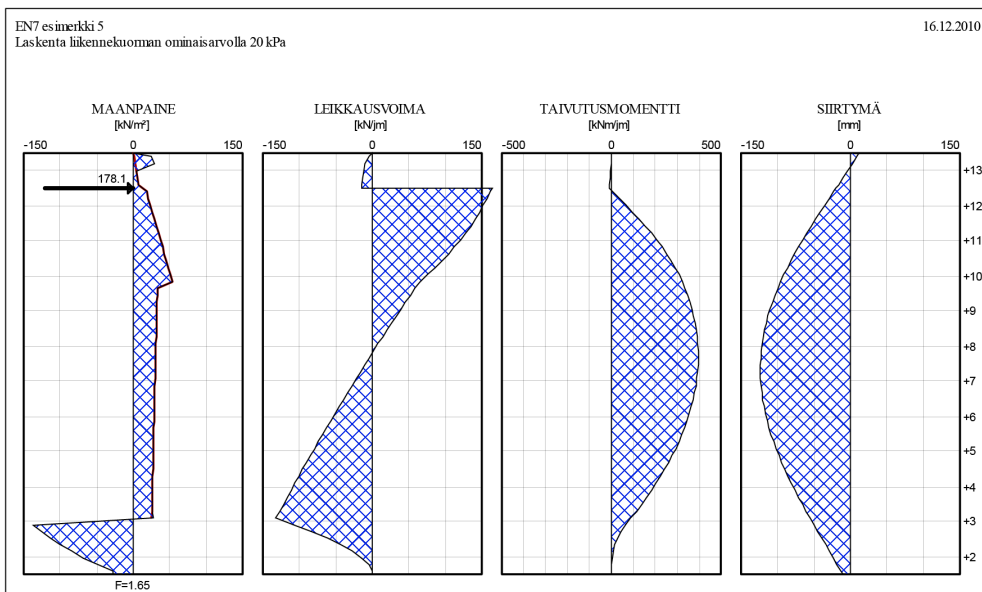 EN7 esimerkki 5
16.12.2010
Laskenta liikennekuorman ominaisarvolla 20 kPa
MAANPAINE
LEIKKAUSVOIMA
TAIVUTUSMOMENTTI
SIIRTYMÄ
[kN/m²]
[kN/jm]
[kNm/jm]
[mm]
-150 0 150
-150 0 150
-500 0 500
-150 0 150
+13
178.1
+12
+11
+10
+9
+8
+7
+6
+5
+4
+3
+2
F=1.65